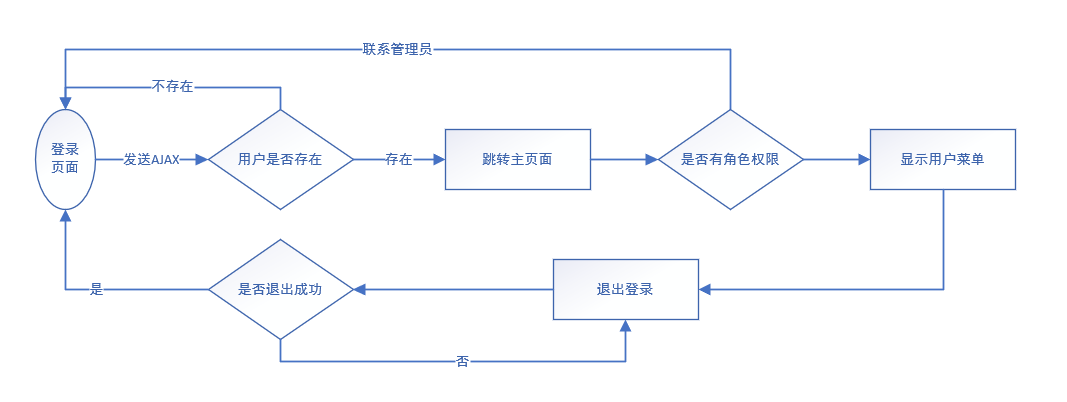 联系管理员
不存在
登录
页面
发送AJAX
用户是否存在
存在
跳转主页面
是否有角色权限
显示用户菜单
是
是否退出成功
退出登录
否